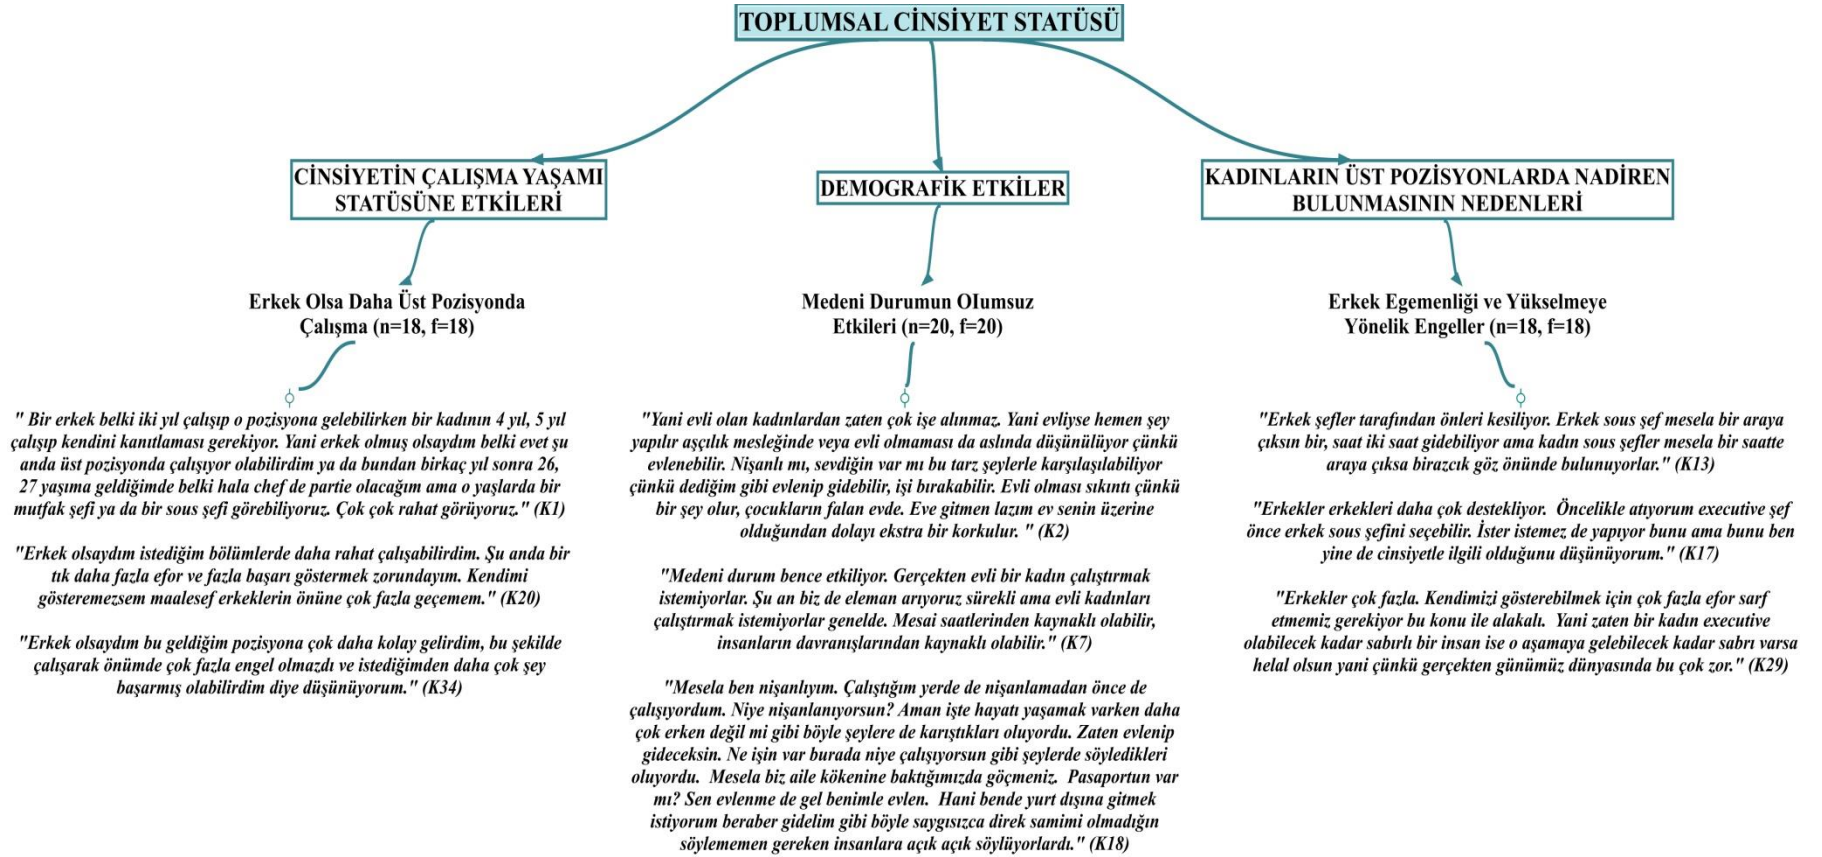 TOPLUMSAL CİNSİYET STATÜSÜ
CİNSİYETİN ÇALIŞMA YAŞAMI
STATÜSÜNE ETKİLERİ
Erkek Olsa Daha Üst Pozisyonda
Çalışma (n=18, f=18)
" Bir erkek belki iki yıl çalışıp o pozisyona gelebilirken bir kadının 4 yıl, 5 yıl
çalışıp kendini kanıtlaması gerekiyor. Yani erkek olmuş olsaydım belki evet şu
anda üst pozisyonda çalışıyor olabilirdim ya da bundan birkaç yıl sonra 26,
27 yaşıma geldiğimde belki hala chef de partie olacağım ama o yaşlarda bir
mutfak şefi ya da bir sous şefi görebiliyoruz. Çok çok rahat görüyoruz." (K1)
"Erkek olsaydım istediğim bölümlerde daha rahat çalışabilirdim. Şu anda bir
tık daha fazla efor ve fazla başarı göstermek zorundayım. Kendimi
gösteremezsem maalesef erkeklerin önüne çok fazla geçemem." (K20)
"Erkek olsaydım bu geldiğim pozisyona çok daha kolay gelirdim, bu şekilde
çalışarak önümde çok fazla engel olmazdı ve istediğimden daha çok şey
başarmış olabilirdim diye düşünüyorum." (K34)
DEMOGRAFİK ETKİLER
Medeni Durumun OIumsuz
Etkileri (n=20, f=20)
"Yani evli olan kadınlardan zaten çok işe alınmaz. Yani evliyse hemen şey
yapılır aşçılık mesleğinde veya evli olmaması da aslında düşünülüyor çünkü
evlenebilir. Nişanlı mı, sevdiğin var mı bu tarz şeylerle karşılaşılabiliyor
çünkü dediğim gibi evlenip gidebilir, işi bırakabilir. Evli olması sıkıntı çünkü
bir şey olur, çocukların falan evde. Eve gitmen lazım ev senin üzerine
olduğundan dolayı ekstra bir korkulur. " (K2)
"Medeni durum bence etkiliyor. Gerçekten evli bir kadın çalıştırmak
istemiyorlar. Şu an biz de eleman arıyoruz sürekli ama evli kadınları
çalıştırmak istemiyorlar genelde. Mesai saatlerinden kaynaklı olabilir,
insanların davranışlarından kaynaklı olabilir." (K7)
"Mesela ben nişanlıyım. Çalıştığım yerde de nişanlamadan önce de
çalışıyordum. Niye nişanlanıyorsun? Aman işte hayatı yaşamak varken daha
çok erken değil mi gibi böyle şeylere de karıştıkları oluyordu. Zaten evlenip
gideceksin. Ne işin var burada niye çalışıyorsun gibi şeylerde söyledikleri
oluyordu. Mesela biz aile kökenine baktığımızda göçmeniz. Pasaportun var
mı? Sen evlenme de gel benimle evlen. Hani bende yurt dışına gitmek
istiyorum beraber gidelim gibi böyle saygısızca direk samimi olmadığın
söylememen gereken insanlara açık açık söylüyorlardı." (K18)
KADINLARIN ÜST POZİSYONLARDA NADİREN
BULUNMASININ NEDENLERİ
Erkek Egemenliği ve Yükselmeye
Yönelik Engeller (n=18, f=18)
"Erkek şefler tarafından önleri kesiliyor. Erkek sous şef mesela bir araya
çıksın bir, saat iki saat gidebiliyor ama kadın sous şefler mesela bir saatte
araya çıksa birazcık göz önünde bulunuyorlar." (K13)
"Erkekler erkekleri daha çok destekliyor. Öncelikle atıyorum executive şef
önce erkek sous şefini seçebilir. İster istemez de yapıyor bunu ama bunu ben
yine de cinsiyetle ilgili olduğunu düşünüyorum." (K17)
"Erkekler çok fazla. Kendimizi gösterebilmek için çok fazla efor sarf
etmemiz gerekiyor bu konu ile alakalı. Yani zaten bir kadın executive
olabilecek kadar sabırlı bir insan ise o aşamaya gelebilecek kadar sabrı varsa
helal olsun yani çünkü gerçekten günümüz dünyasında bu çok zor." (K29)